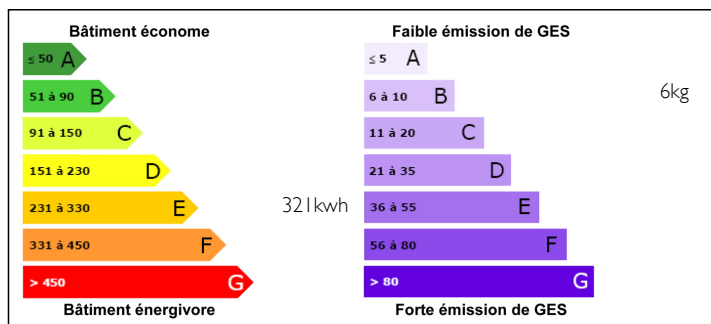 Bâtiment économe
≤ 50 A
51 à 90 B
91 à 150 C
151 à 230 D
231 à 330 E
321kwh
331 à 450 F
> 450 G
Bâtiment énergivore
Faible émission de GES
≤ 5 A
6 à 10 B
6kg
11 à 20 C
21 à 35 D
36 à 55 E
56 à 80 F
> 80 G
Forte émission de GES